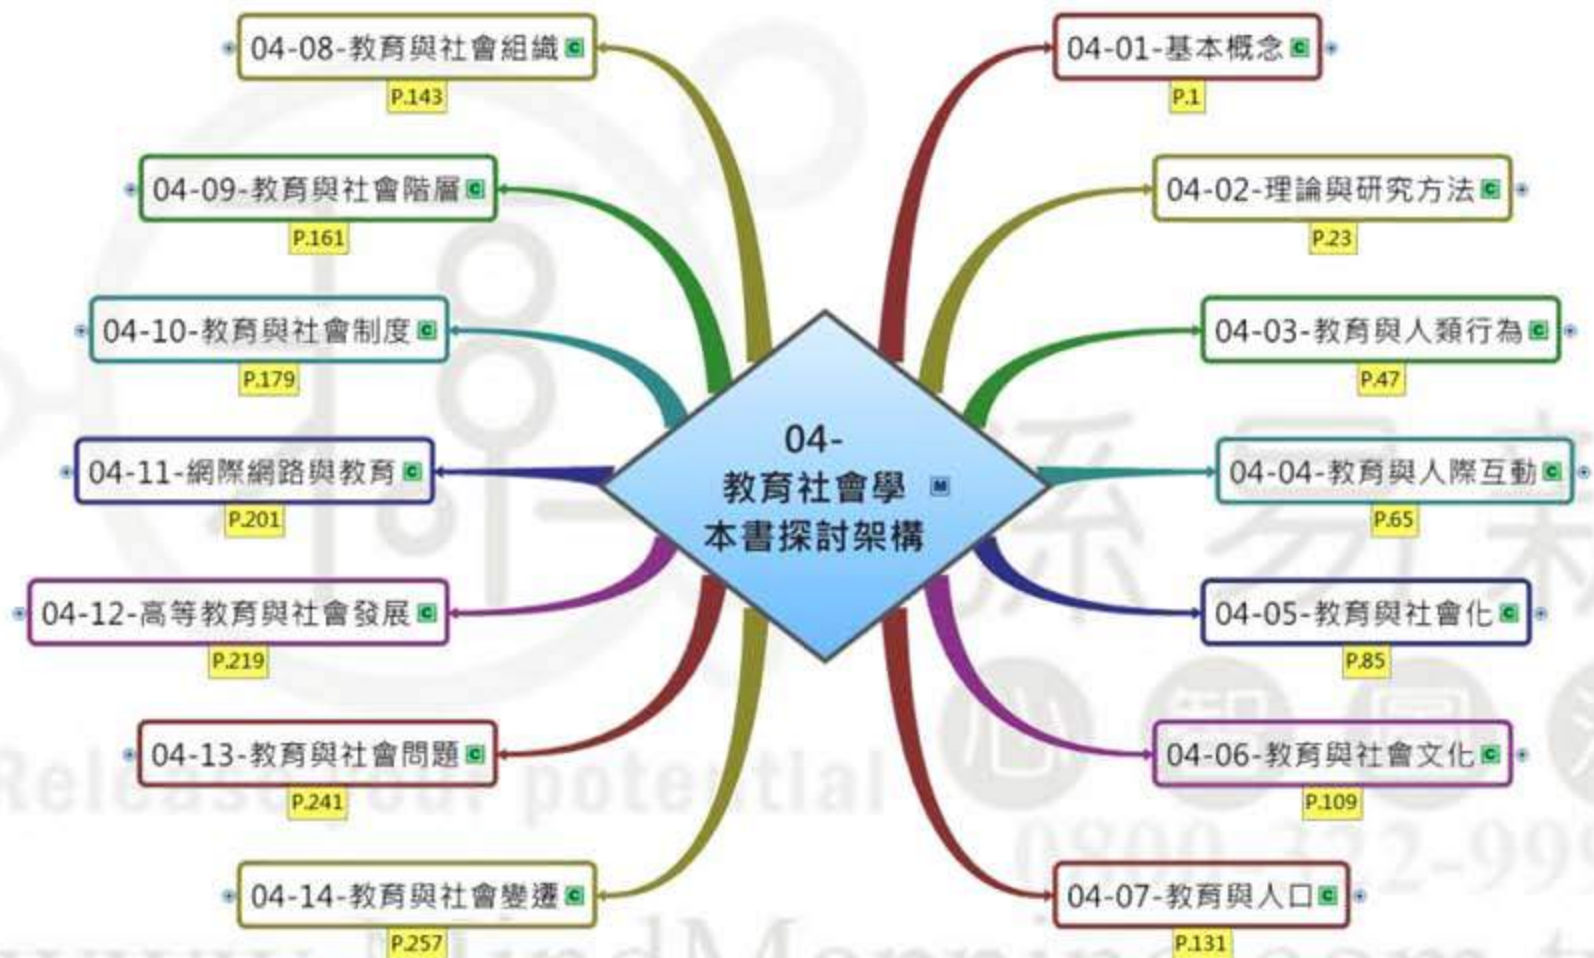 04-
教育社會學
本書探討架構
04-01-基本概念
P.1
04-02-理論與研究方法
P.23
04-03-教育與人類行為
P.47
04-04-教育與人際互動
P.65
04-05-教育與社會化
P.85
04-06-教育與社會文化
P.109
04-07-教育與人口
P.131
04-08-教育與社會組織
P.143
04-09-教育與社會階層
P.161
04-10-教育與社會制度
P.179
04-11-網際網路與教育
P.201
04-12-高等教育與社會發展
P.219
04-13-教育與社會問題
P.241
04-14-教育與社會變遷
P.257
Release your potential
心智圖